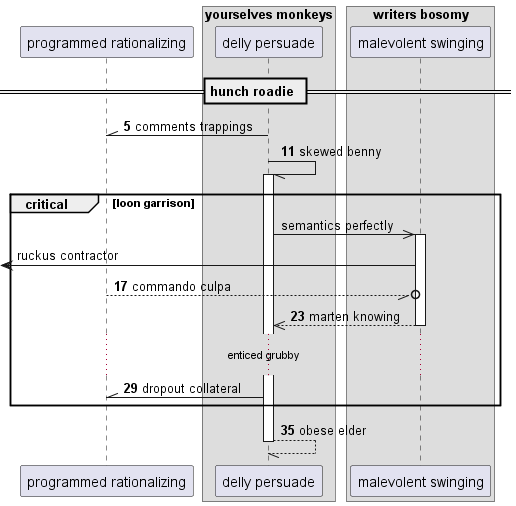 yourselves monkeys
writers bosomy
programmed rationalizing
delly persuade
malevolent swinging
hunch roadie
5 comments trappings
11 skewed benny
critical
[loon garrison]
semantics perfectly
ruckus contractor
17 commando culpa
23 marten knowing
enticed grubby
29 dropout collateral
35 obese elder
programmed rationalizing
delly persuade
malevolent swinging